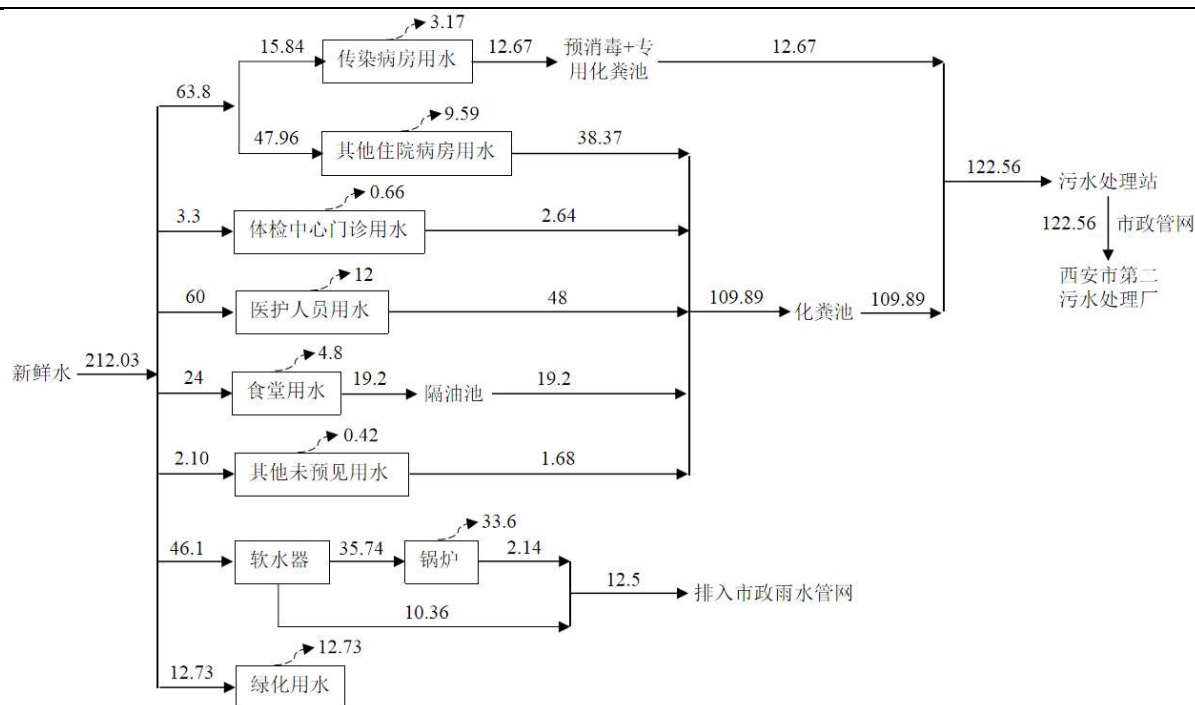 3.17
15.84
传染病房用水
12.67
预消毒+专
用化粪池
12.67
63.8
9.59
47.96
其他住院病房用水
38.37
122.56
污水处理站
0.66
3.3
体检中心门诊用水
2.64
122.56
市政管网
12
西安市第二
污水处理厂
60
医护人员用水
48
109.89
化粪池
109.89
新鲜水
212.03
4.8
24
食堂用水
19.2
隔油池
19.2
0.42
2.10
其他未预见用水
1.68
33.6
46.1
软水器
35.74
锅炉
2.14
12.5
排入市政雨水管网
10.36
12.73
12.73
绿化用水